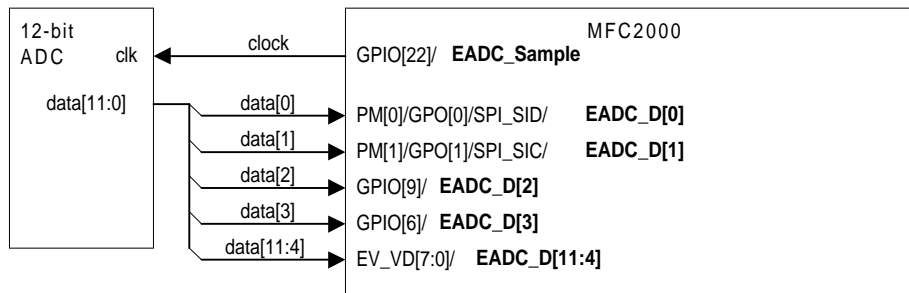 12-bit
ADC clk
data[11:0]
clock
MFC2000
GPIO[22]/ EADC_Sample
data[0]
PM[0]/GPO[0]/SPI_SID/ EADC_D[0]
data[1]
PM[1]/GPO[1]/SPI_SIC/ EADC_D[1]
data[2]
GPIO[9]/ EADC_D[2]
data[3]
GPIO[6]/ EADC_D[3]
data[11:4]
EV_VD[7:0]/ EADC_D[11:4]